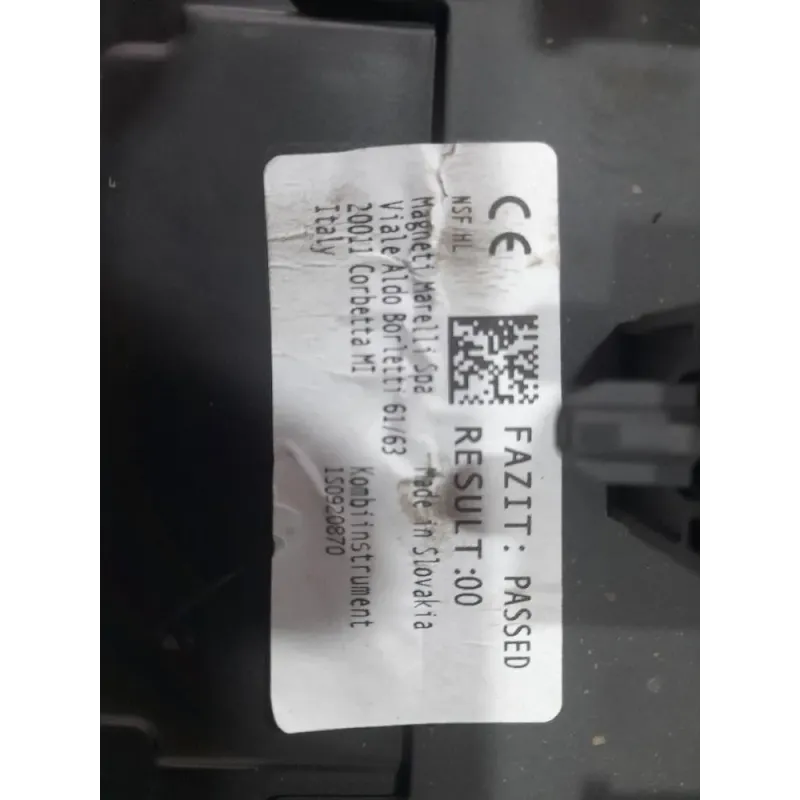 CE
NSF/HL
FAZIT: PASSED
RESULT:00
Magneti Marelli Spa
Viale Aldo Borletti 61/63
20011 Corbetta MI
Italy
Made in Slovakia
Kombiinstrument
1S0920870